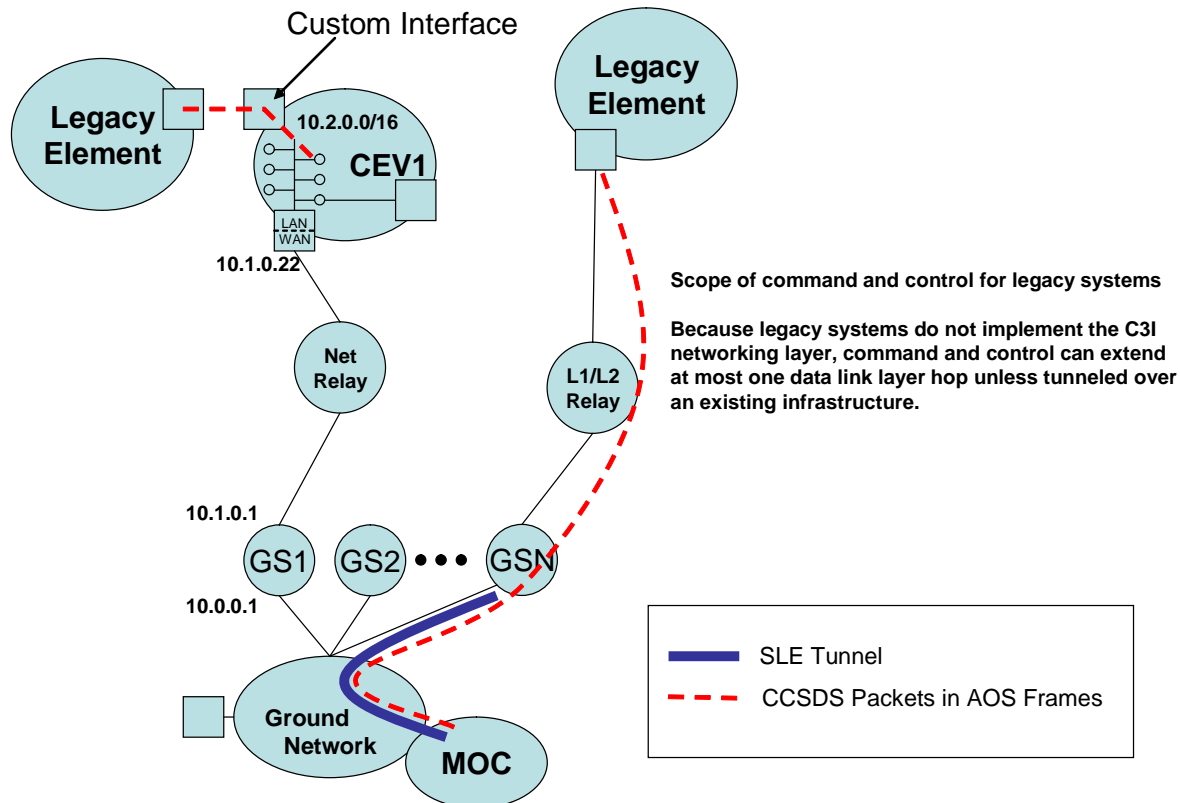 Custom Interface
Legacy
Element
Legacy
Element
10.2.0.0/16
CEV1
LAN
WAN
10.1.0.22
Scope of command and control for legacy systems
Because legacy systems do not implement the C3I
networking layer, command and control can extend
at most one data link layer hop unless tunneled over
an existing infrastructure.
Net
Relay
L1/L2
Relay
10.1.0.1
GS1
GS2
GSN
10.0.0.1
SLE Tunnel
CCSDS Packets in AOS Frames
Ground
Network
MOC